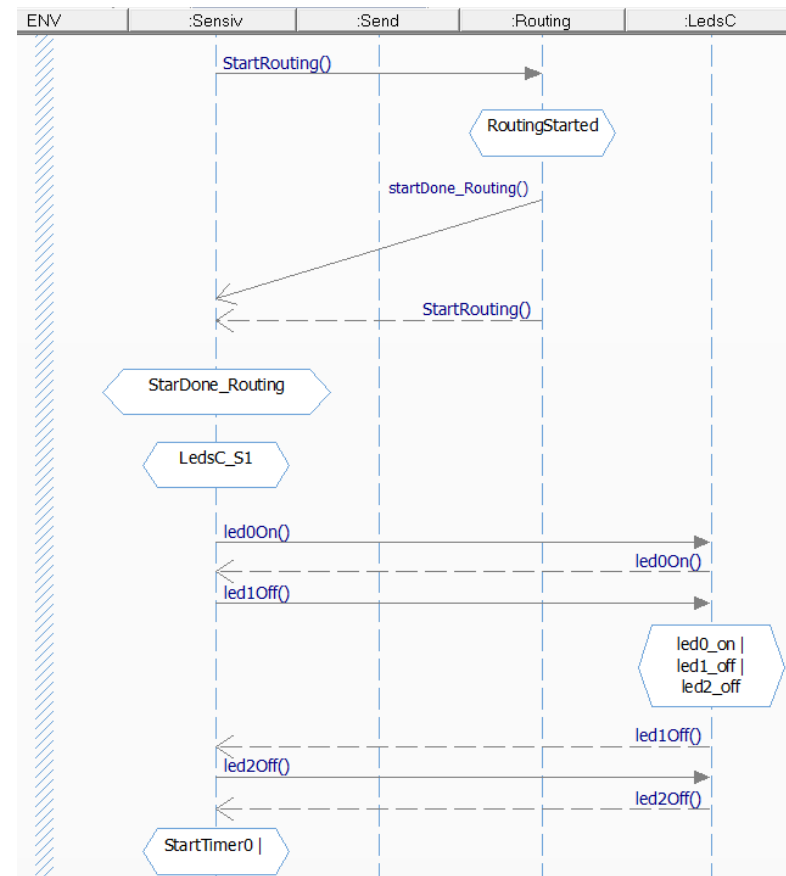 ENV :Sensiv :Send :Routing :LedsC
StartRouting()
RoutingStarted
startDone_Routing()
StartRouting()
StarDone_Routing
LedsC_S1
led0On()
led0On()
led1Off()
led0_on |
led1_off |
led2_off
led1Off()
led2Off()
led2Off()
StartTimer0 |